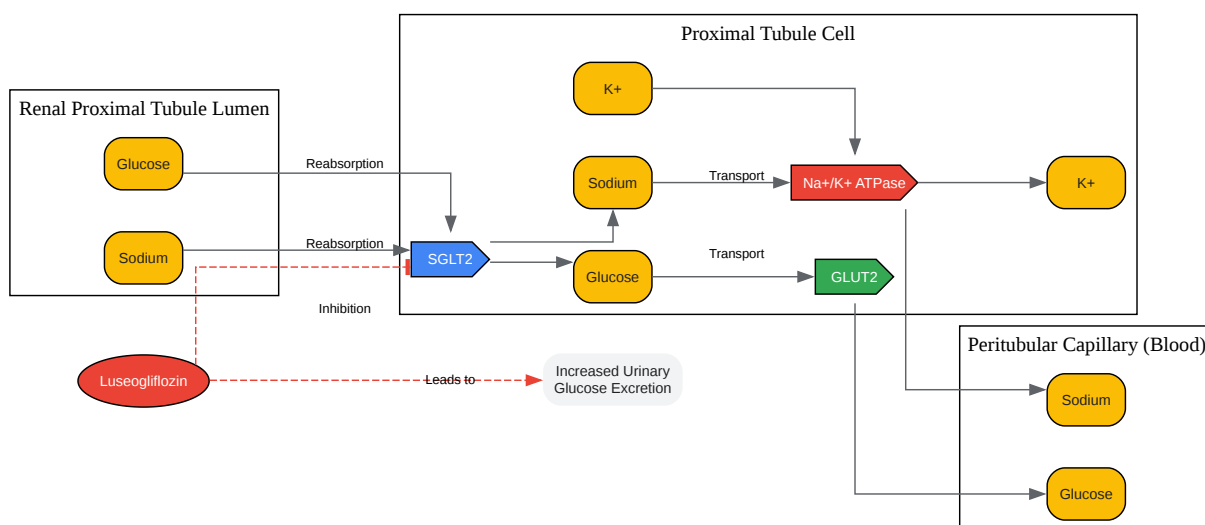 Proximal Tubule Cell
Renal Proximal Tubule Lumen
K+
Glucose
Reabsorption
Sodium
Transport
Na+/K+ ATPase
K+
Sodium
Reabsorption
SGLT2
Glucose
Transport
GLUT2
Inhibition
Peritubular Capillary (Blood)
Luseogliflozin
Leads to
Increased Urinary
Glucose Excretion
Sodium
Glucose